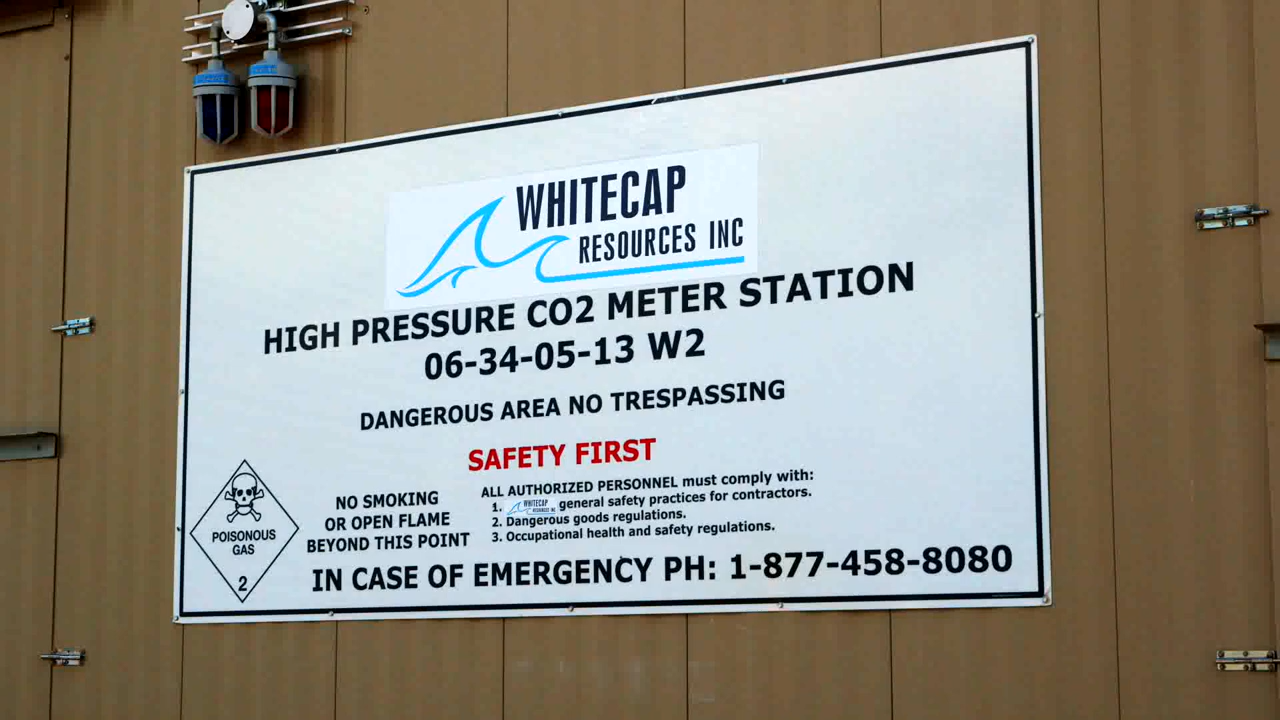 WHITECAP
RESOURCES INC
HIGH PRESSURE CO2 METER STATION
06-34-05-13 W2
DANGEROUS AREA NO TRESPASSING
SAFETY FIRST
POISONOUS
GAS
2
NO SMOKING
OR OPEN FLAME
BEYOND THIS POINT
ALL AUTHORIZED PERSONNEL must comply with:
1. WHITECAP RESOURCES INC general safety practices for contractors.
2. Dangerous goods regulations.
3. Occupational health and safety regulations.
IN CASE OF EMERGENCY PH: 1-877-458-8080